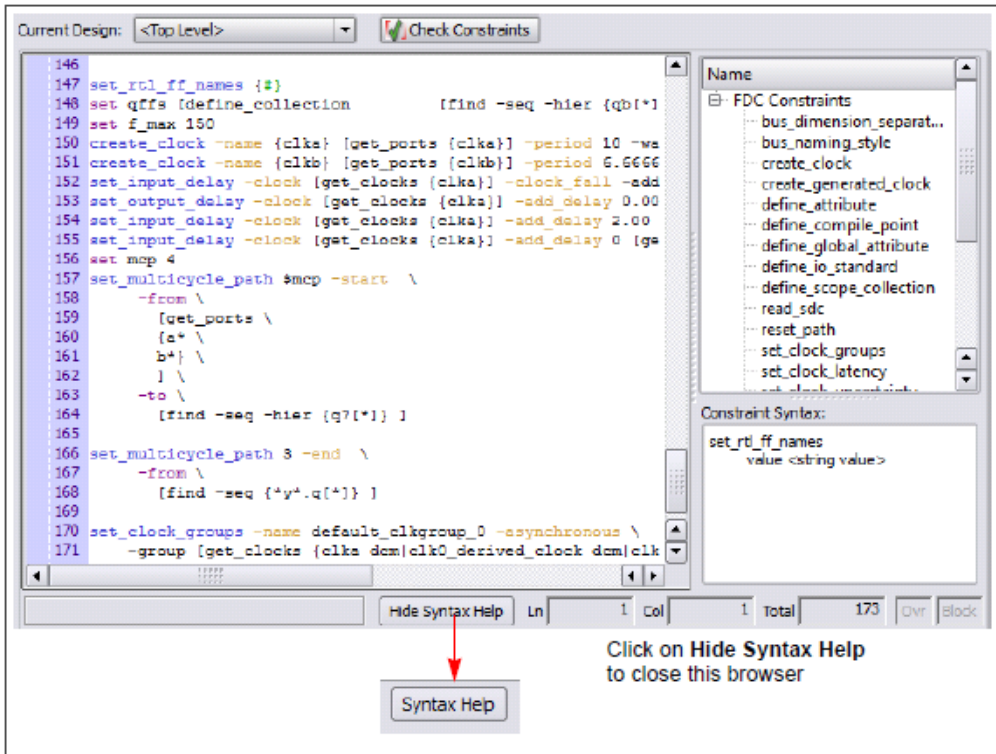 Current Design: <Top Level> Check Constraints
146
147 set_rtl_ff_names {#}
148 set qffs [define_collection [find -seq -hier {qb[*]
149 set f_max 150
150 create_clock -name {clka} [get_ports {clka}] -period 10 -wa
151 create_clock -name {clkb} [get_ports {clkb}] -period 6.6666
152 set_input_delay -clock [get_clocks {clka}] -clock_fall -add
153 set_output_delay -clock [get_clocks {clka}] -add_delay 0.00
154 set_input_delay -clock [get_clocks {clka}] -add_delay 2.00
155 set_input_delay -clock [get_clocks {clka}] -add_delay 0 [ge
156 set mcp 4
157 set_multicycle_path $mcp -start \
158 -from \
159 [get_ports \
160 {a* \
161 b*} \
162 ] \
163 -to \
164 [find -seq -hier {q?[*]} ]
165
166 set_multicycle_path 3 -end \
167 -from \
168 [find -seq {*y*.q[*]} ]
169
170 set_clock_groups -name default_clkgroup_0 -asynchronous \
171 -group [get_clocks {clka dcm|clk0_derived_clock dcm|clk
Name
FDC Constraints
bus_dimension_separat...
bus_naming_style
create_clock
create_generated_clock
define_attribute
define_compile_point
define_global_attribute
define_io_standard
define_scope_collection
read_sdc
reset_path
set_clock_groups
set_clock_latency
set_clock_uncertainty
Constraint Syntax:
set_rtl_ff_names
value <string value>
Hide Syntax Help Ln 1 Col 1 Total 173 Ovr Block
Click on Hide Syntax Help
to close this browser
Syntax Help